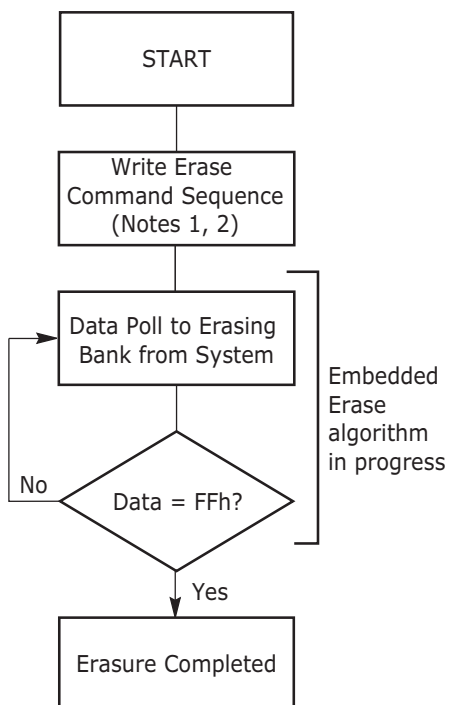 START
Write Erase
Command Sequence
(Notes 1, 2)
Data Poll to Erasing
Bank from System
Embedded
Erase
algorithm
in progress
No
Data = FFh?
Yes
Erasure Completed